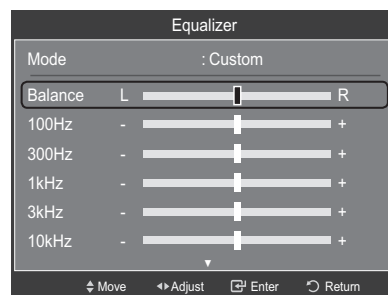 Equalizer
Mode : Custom
Balance L R
100Hz - +
300Hz - +
1kHz - +
3kHz - +
10kHz - +
▼
Move Adjust Enter Return